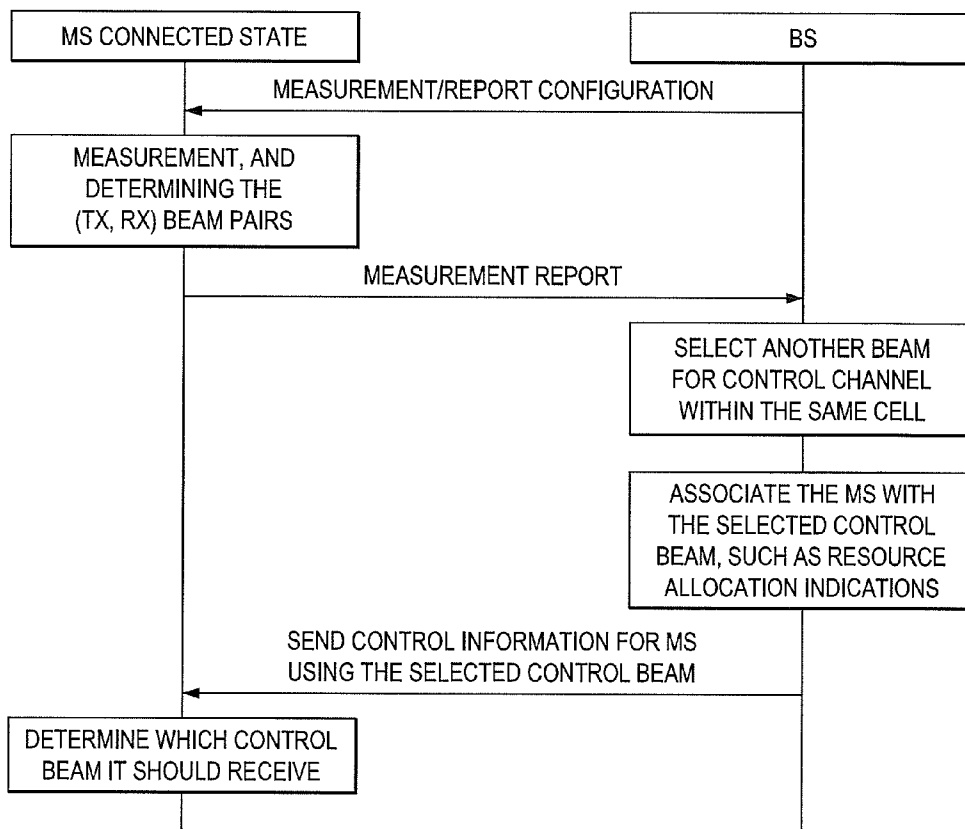 MS CONNECTED STATE
BS
MEASUREMENT/REPORT CONFIGURATION
MEASUREMENT, AND
DETERMINING THE
(TX, RX) BEAM PAIRS
MEASUREMENT REPORT
SELECT ANOTHER BEAM
FOR CONTROL CHANNEL
WITHIN THE SAME CELL
ASSOCIATE THE MS WITH
THE SELECTED CONTROL
BEAM, SUCH AS RESOURCE
ALLOCATION INDICATIONS
SEND CONTROL INFORMATION FOR MS
USING THE SELECTED CONTROL BEAM
DETERMINE WHICH CONTROL
BEAM IT SHOULD RECEIVE